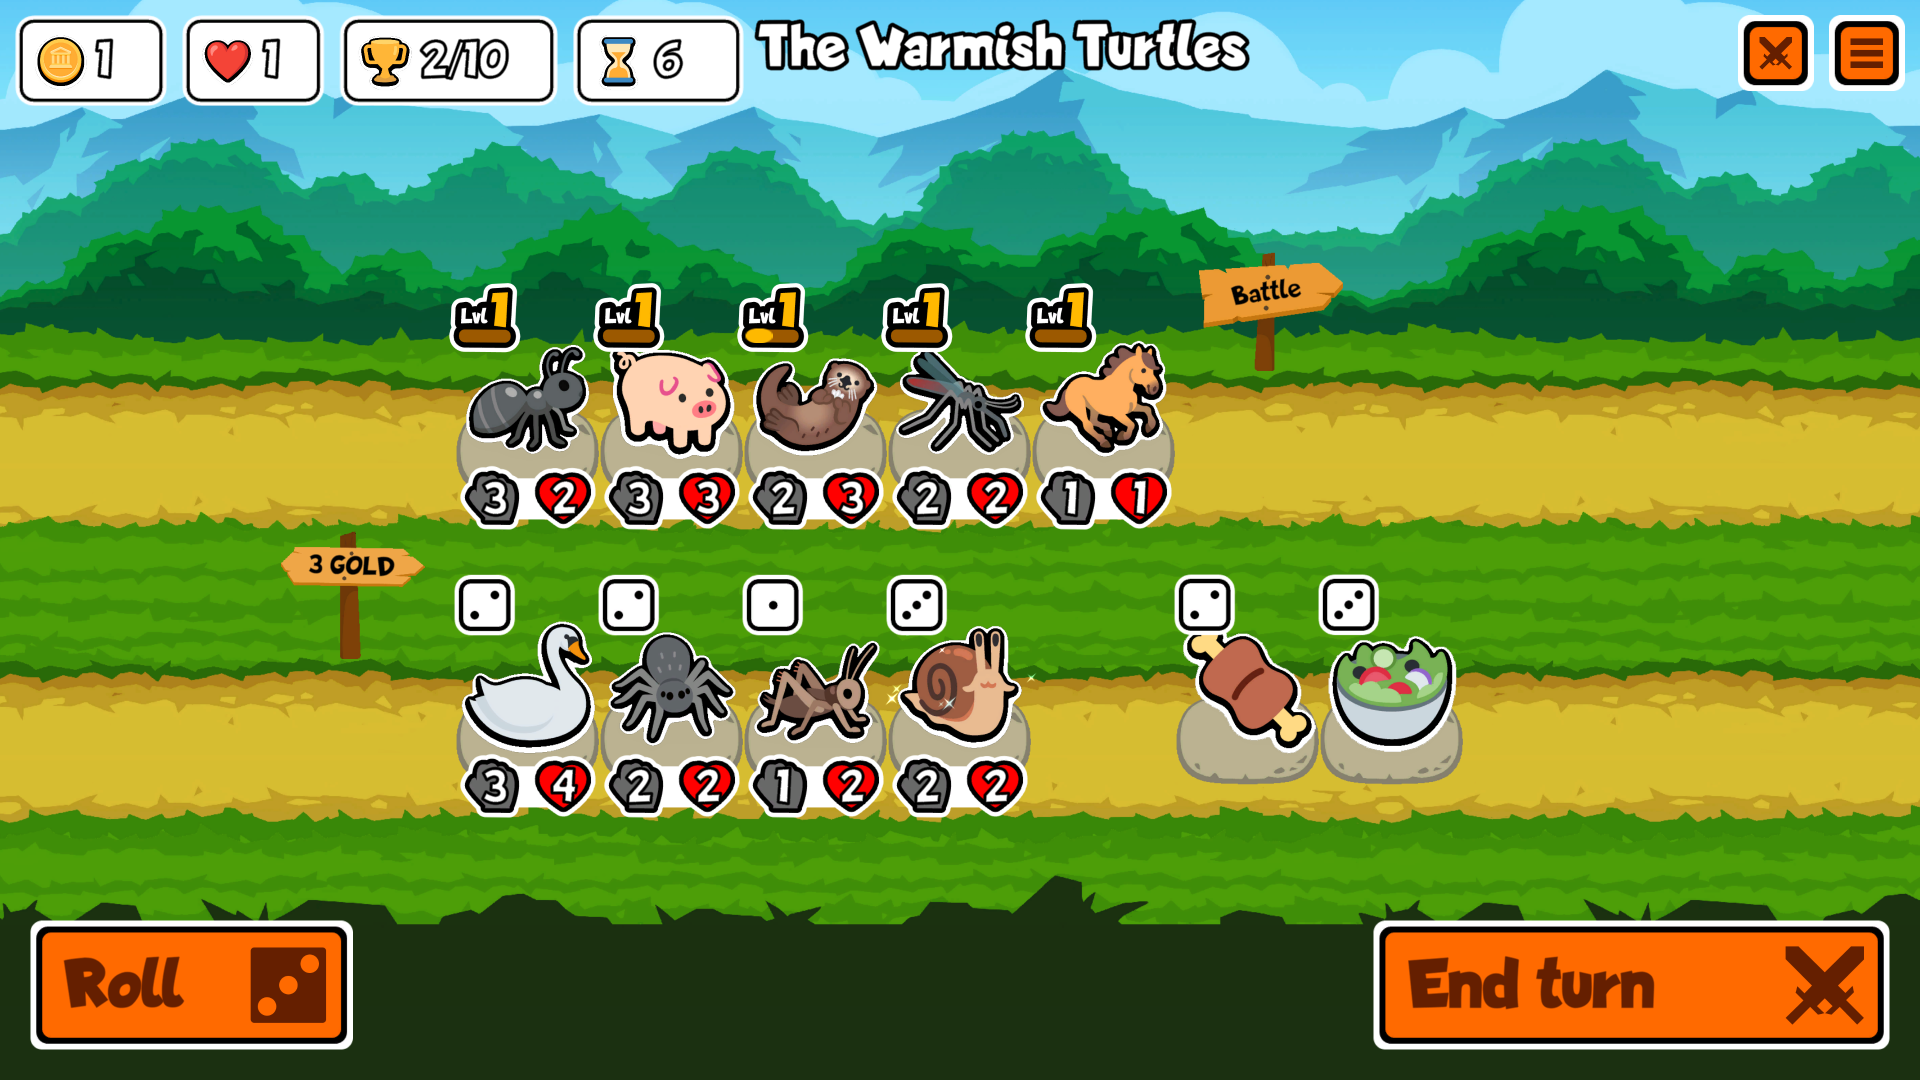 1
1
2/10
6
The Warmish Turtles
Lvl 1
Lvl 1
Lvl 1
Lvl 1
Lvl 1
Battle
3 2
3 3
2 3
2 2
1 1
3 GOLD
3 4
2 2
1 2
2 2
Roll
End turn